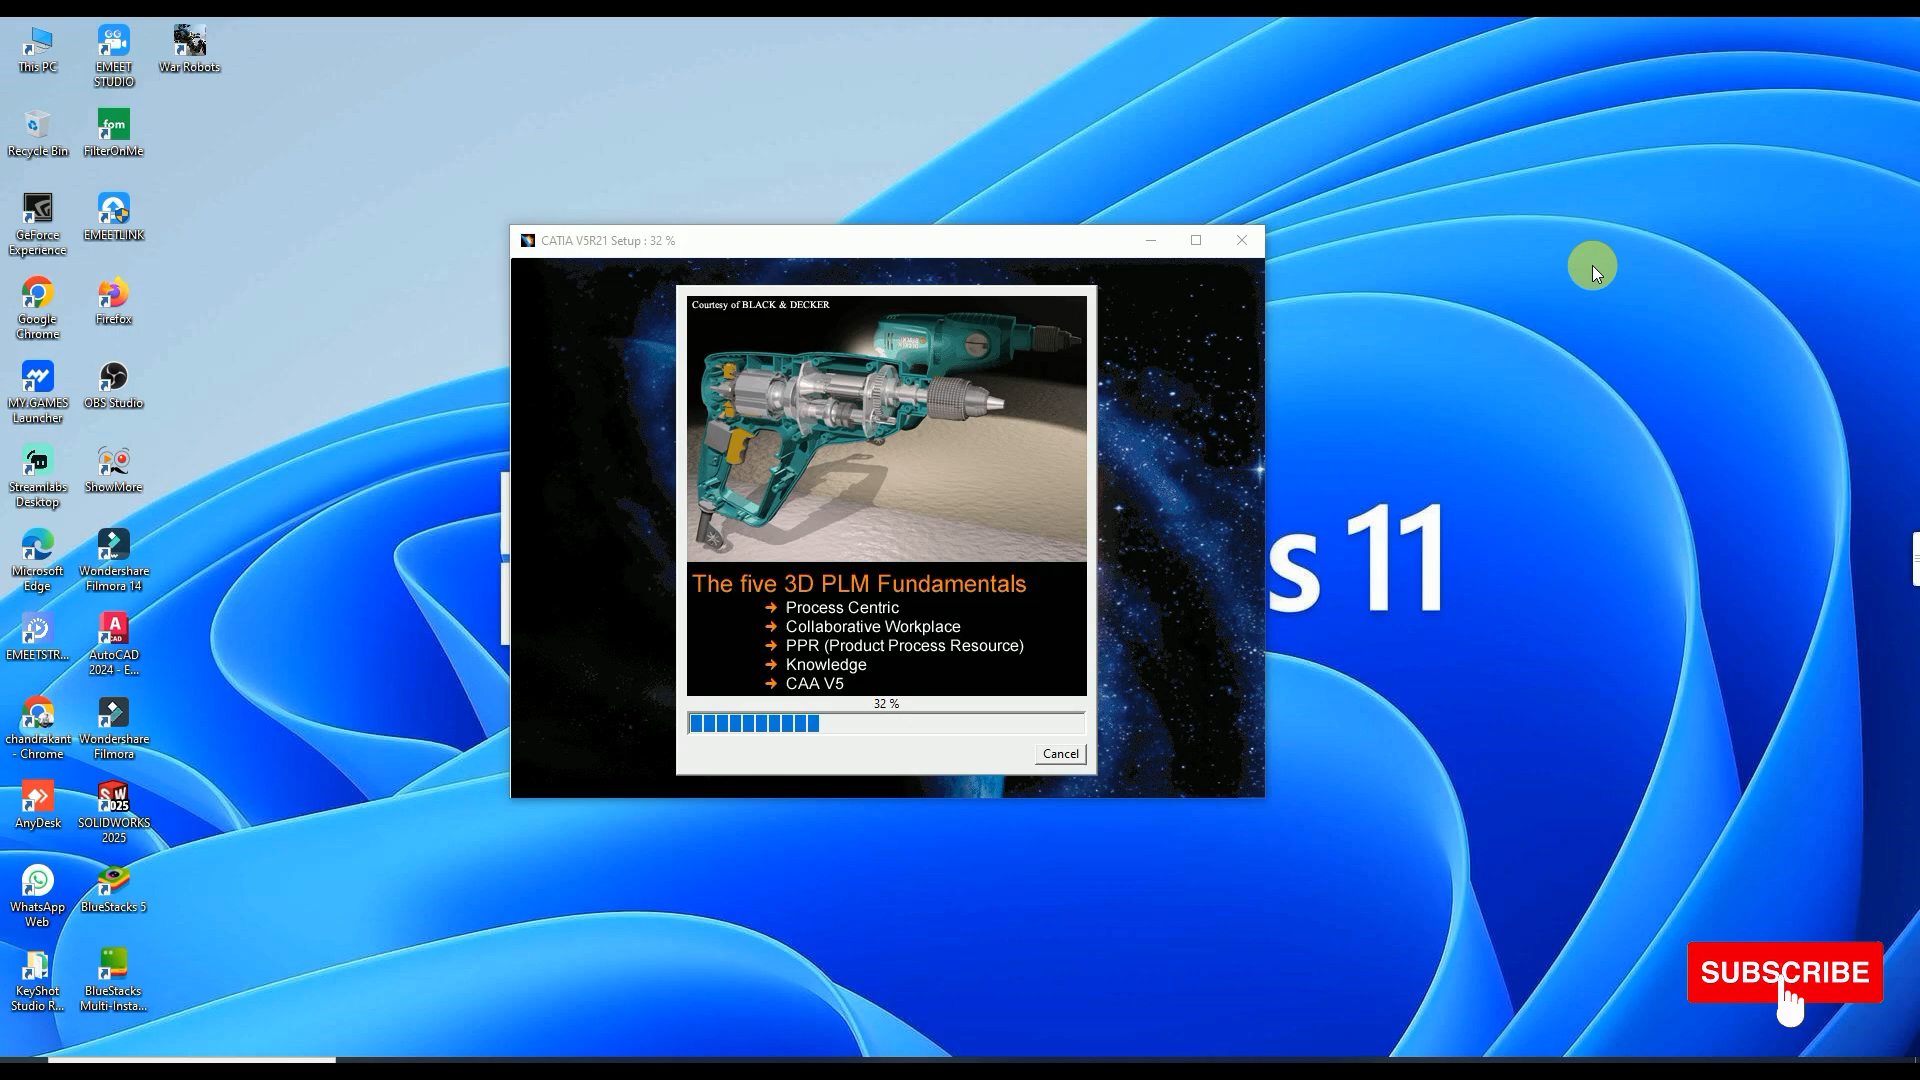 This PC
EMEET
STUDIO
War Robots
Recycle Bin
fom
FilterOnMe
GeForce
Experience
EMEETLINK
Google
Chrome
Firefox
MY.GAMES
Launcher
OBS Studio
Streamlabs
Desktop
ShowMore
Microsoft
Edge
Wondershare
Filmora 14
EMEETSTR...
A
CAD
AutoCAD
2024 - E...
chandrakant
- Chrome
Wondershare
Filmora
AnyDesk
SW
2025
SOLIDWORKS
2025
WhatsApp
Web
BlueStacks 5
KeyShot
Studio R...
BlueStacks
Multi-Insta...
CATIA V5R21 Setup : 32 %
Courtesy of BLACK & DECKER
The five 3D PLM Fundamentals
Process Centric
Collaborative Workplace
PPR (Product Process Resource)
Knowledge
CAA V5
32 %
Cancel
s 11
SUBSCRIBE